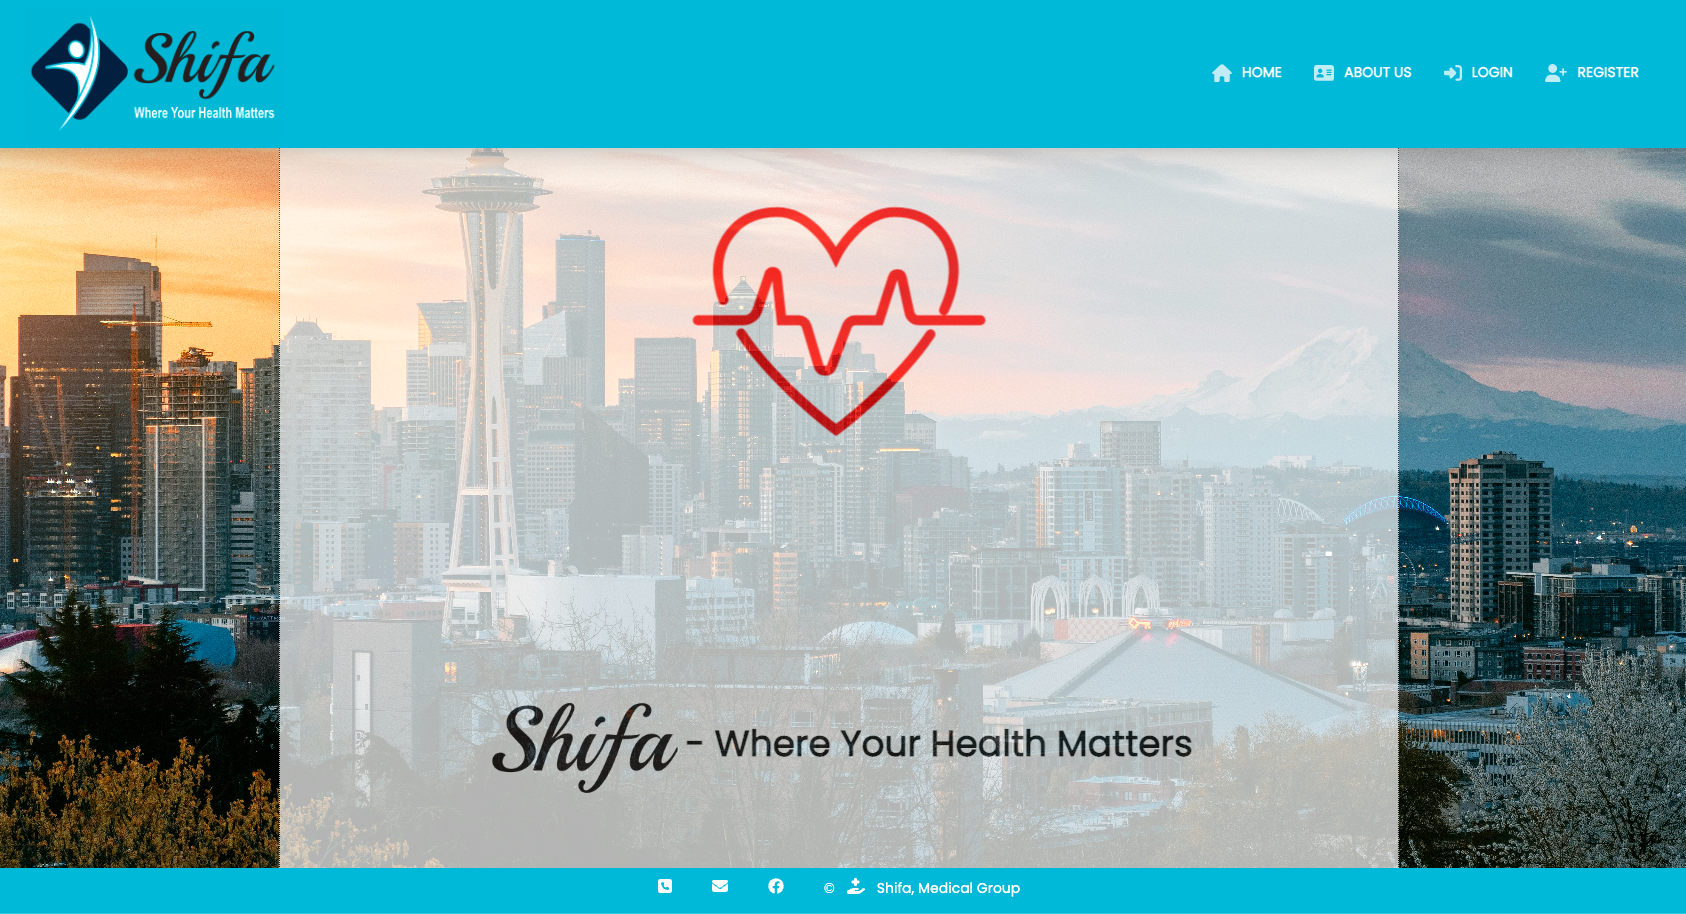 Shifa
Where Your Health Matters
HOME ABOUT US LOGIN REGISTER
Shifa - Where Your Health Matters
© Shifa, Medical Group